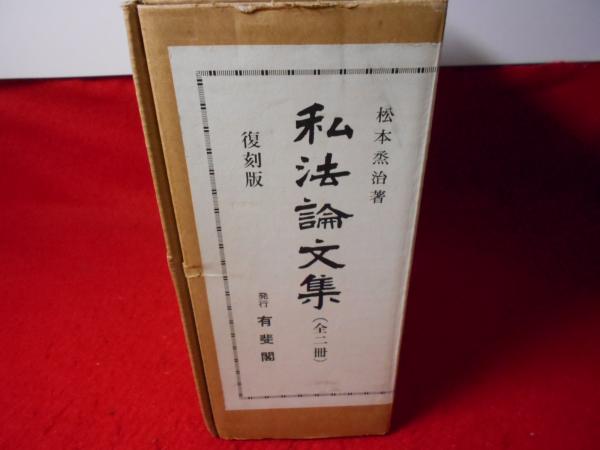 松本烝治著
私法論文集(全二冊)
復刻版
発行 有斐閣